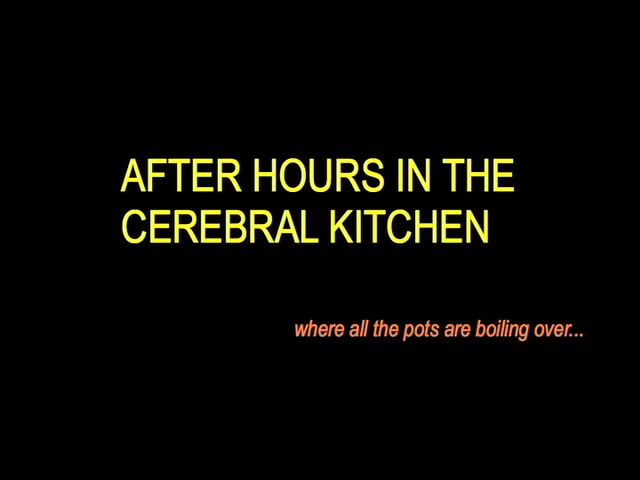 AFTER HOURS IN THE
CEREBRAL KITCHEN
where all the pots are boiling over...